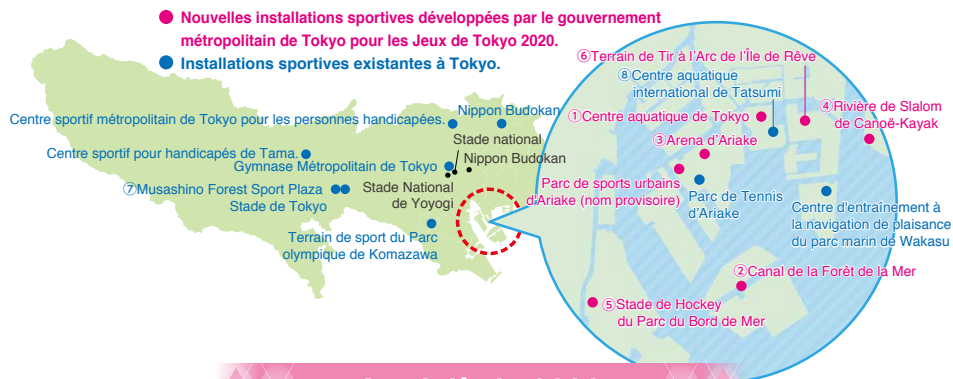 Nouvelles installations sportives développées par le gouvernement
métropolitain de Tokyo pour les Jeux de Tokyo 2020.
Installations sportives existantes à Tokyo.
Centre sportif métropolitain de Tokyo pour les personnes handicapées.
Nippon Budokan
Stade national
Centre sportif pour handicapés de Tama.
Gymnase Métropolitain de Tokyo
Nippon Budokan
⑦Musashino Forest Sport Plaza
Stade de Tokyo
Stade National
de Yoyogi
Terrain de sport du Parc
olympique de Komazawa
⑥Terrain de Tir à l'Arc de l'Île de Rêve
⑧Centre aquatique
international de Tatsumi
①Centre aquatique de Tokyo
④Rivière de Slalom
de Canoë-Kayak
③Arena d'Ariake
Parc de sports urbains
d'Ariake (nom provisoire)
Parc de Tennis
d'Ariake
Centre d'entraînement à
la navigation de plaisance
du parc marin de Wakasu
②Canal de la Forêt de la Mer
⑤Stade de Hockey
du Parc du Bord de Mer